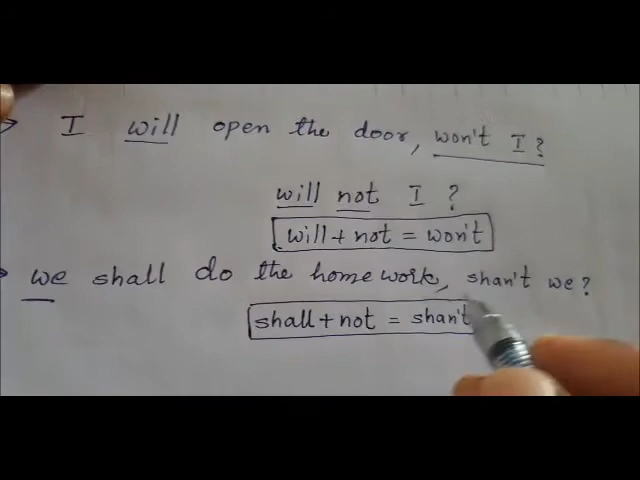 → I will open the door, won't I?
will not I ?
will + not = won't
→ we shall do the home work, shan't we?
shall + not = shan't